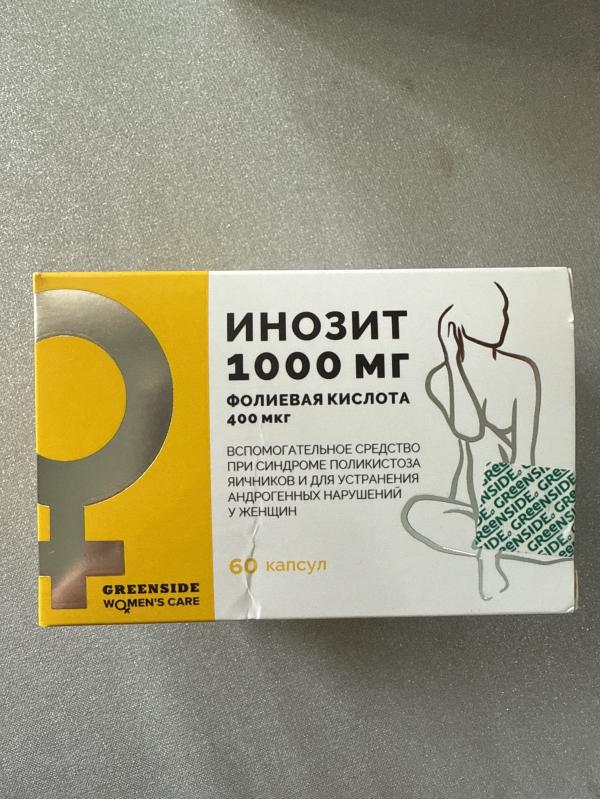 ИНОЗИТ
1000 МГ
ФОЛИЕВАЯ КИСЛОТА
400 МКГ
ВСПОМОГАТЕЛЬНОЕ СРЕДСТВО
ПРИ СИНДРОМЕ ПОЛИКИСТОЗА
ЯИЧНИКОВ И ДЛЯ УСТРАНЕНИЯ
АНДРОГЕННЫХ НАРУШЕНИЙ
У ЖЕНЩИН
60 капсул
GREENSIDE
WOMEN'S CARE
GREENSIDE